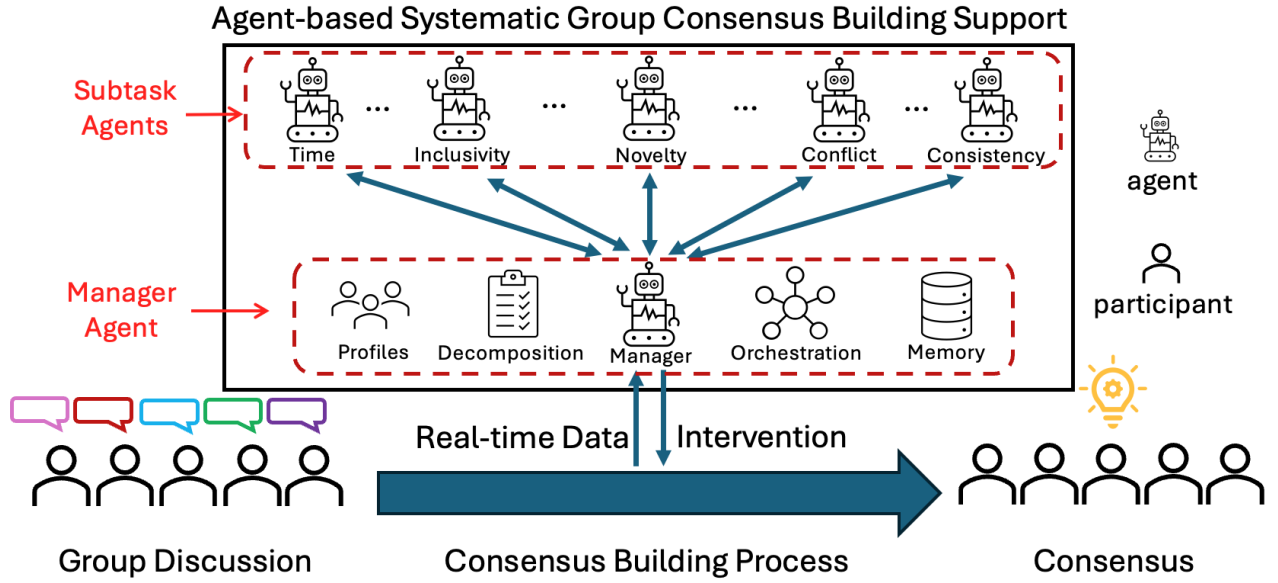 Agent-based Systematic Group Consensus Building Support
Subtask
Agents
... ... ... ...
Time Inclusivity Novelty Conflict Consistency
agent
participant
Manager
Agent
Profiles Decomposition Manager Orchestration Memory
Real-time Data Intervention
Group Discussion Consensus Building Process Consensus